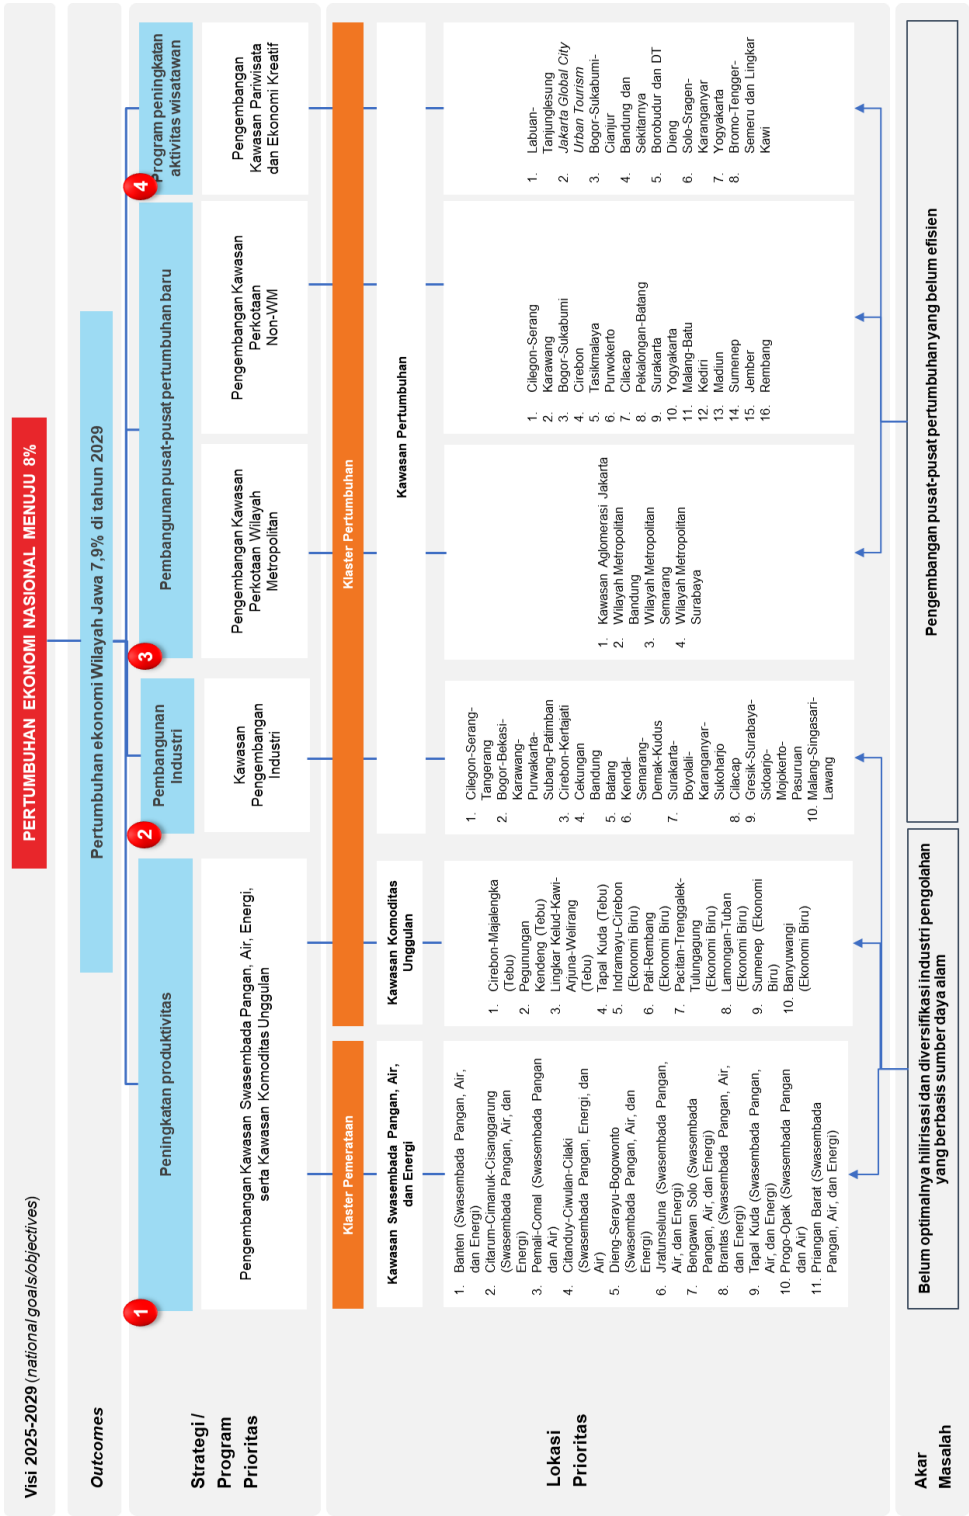 Visi 2025-2029 (national goals/objectives)
PERTUMBUHAN EKONOMI NASIONAL MENUJU 8%
Outcomes
Pertumbuhan ekonomi Wilayah Jawa 7,9% di tahun 2029
Strategi /
Program
Prioritas
1
Peningkatan produktivitas
2
Pembangunan
Industri
3
Pembangunan pusat-pusat pertumbuhan baru
4
Program peningkatan
aktivitas wisatawan
Pengembangan Kawasan Swasembada Pangan, Air, Energi,
serta Kawasan Komoditas Unggulan
Kawasan
Pengembangan
Industri
Pengembangan Kawasan
Perkotaan Wilayah
Metropolitan
Pengembangan Kawasan
Perkotaan
Non-WM
Pengembangan
Kawasan Pariwisata
dan Ekonomi Kreatif
Lokasi
Prioritas
Klaster Pemerataan
Klaster Pertumbuhan
Kawasan Swasembada Pangan, Air,
dan Energi
Kawasan Komoditas
Unggulan
Kawasan Pertumbuhan
1. Banten (Swasembada Pangan, Air,
dan Energi)
2. Citarum-Cimanuk-Cisanggarung
(Swasembada Pangan, Air, dan
Energi)
3. Pemali-Comal (Swasembada Pangan
dan Air)
4. Citanduy-Ciwulan-Cilaki
(Swasembada Pangan, Energi, dan
Air)
5. Dieng-Serayu-Bogowonto
(Swasembada Pangan, Air, dan
Energi)
6. Jratunseluna (Swasembada Pangan,
Air, dan Energi)
7. Bengawan Solo (Swasembada
Pangan, Air, dan Energi)
8. Brantas (Swasembada Pangan, Air,
dan Energi)
9. Tapal Kuda (Swasembada Pangan,
Air, dan Energi)
10. Progo-Opak (Swasembada Pangan
dan Air)
11. Priangan Barat (Swasembada
Pangan, Air, dan Energi)
1. Cirebon-Majalengka
(Tebu)
2. Pegunungan
Kendeng (Tebu)
3. Lingkar Kelud-Kawi-
Arjuna-Welirang
(Tebu)
4. Tapal Kuda (Tebu)
5. Indramayu-Cirebon
(Ekonomi Biru)
6. Pati-Rembang
(Ekonomi Biru)
7. Pacitan-Trenggalek-
Tulungagung
(Ekonomi Biru)
8. Lamongan-Tuban
(Ekonomi Biru)
9. Sumenep (Ekonomi
Biru)
10. Banyuwangi
(Ekonomi Biru)
1. Cilegon-Serang-
Tangerang
2. Bogor-Bekasi-
Karawang-
Purwakarta-
Subang-Patimban
3. Cirebon-Kertajati
4. Cekungan
Bandung
5. Batang
6. Kendal-
Semarang-
Demak-Kudus
7. Surakarta-
Boyolali-
Karanganyar-
Sukoharjo
8. Cilacap
9. Gresik-Surabaya-
Sidoarjo-
Mojokerto-
Pasuruan
10. Malang-Singasari-
Lawang
1. Kawasan Aglomerasi Jakarta
2. Wilayah Metropolitan
Bandung
3. Wilayah Metropolitan
Semarang
4. Wilayah Metropolitan
Surabaya
1. Cilegon-Serang
2. Karawang
3. Bogor-Sukabumi
4. Cirebon
5. Tasikmalaya
6. Purwokerto
7. Cilacap
8. Pekalongan-Batang
9. Surakarta
10. Yogyakarta
11. Malang-Batu
12. Kediri
13. Madiun
14. Sumenep
15. Jember
16. Rembang
1. Labuan-
Tanjunglesung
2. Jakarta Global City
Urban Tourism
3. Bogor-Sukabumi-
Cianjur
4. Bandung dan
Sekitarnya
5. Borobudur dan DT
Dieng
6. Solo-Sragen-
Karanganyar
7. Yogyakarta
8. Bromo-Tengger-
Semeru dan Lingkar
Kawi
Akar
Masalah
Belum optimalnya hilirisasi dan diversifikasi industri pengolahan
yang berbasis sumber daya alam
Pengembangan pusat-pusat pertumbuhan yang belum efisien